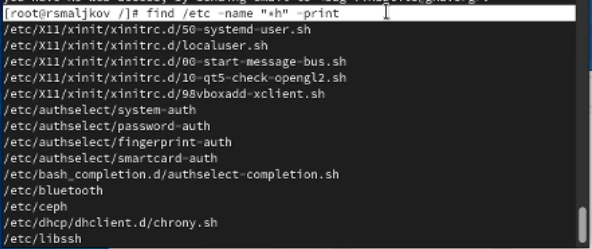 [root@rsmaljkov /]# find /etc -name "*h" -print
/etc/X11/xinit/xinitrc.d/50-systemd-user.sh
/etc/X11/xinit/xinitrc.d/localuser.sh
/etc/X11/xinit/xinitrc.d/00-start-message-bus.sh
/etc/X11/xinit/xinitrc.d/10-qt5-check-opengl2.sh
/etc/X11/xinit/xinitrc.d/98vboxadd-xclient.sh
/etc/authselect/system-auth
/etc/authselect/password-auth
/etc/authselect/fingerprint-auth
/etc/authselect/smartcard-auth
/etc/bash_completion.d/authselect-completion.sh
/etc/bluetooth
/etc/ceph
/etc/dhcp/dhclient.d/chrony.sh
/etc/libssh